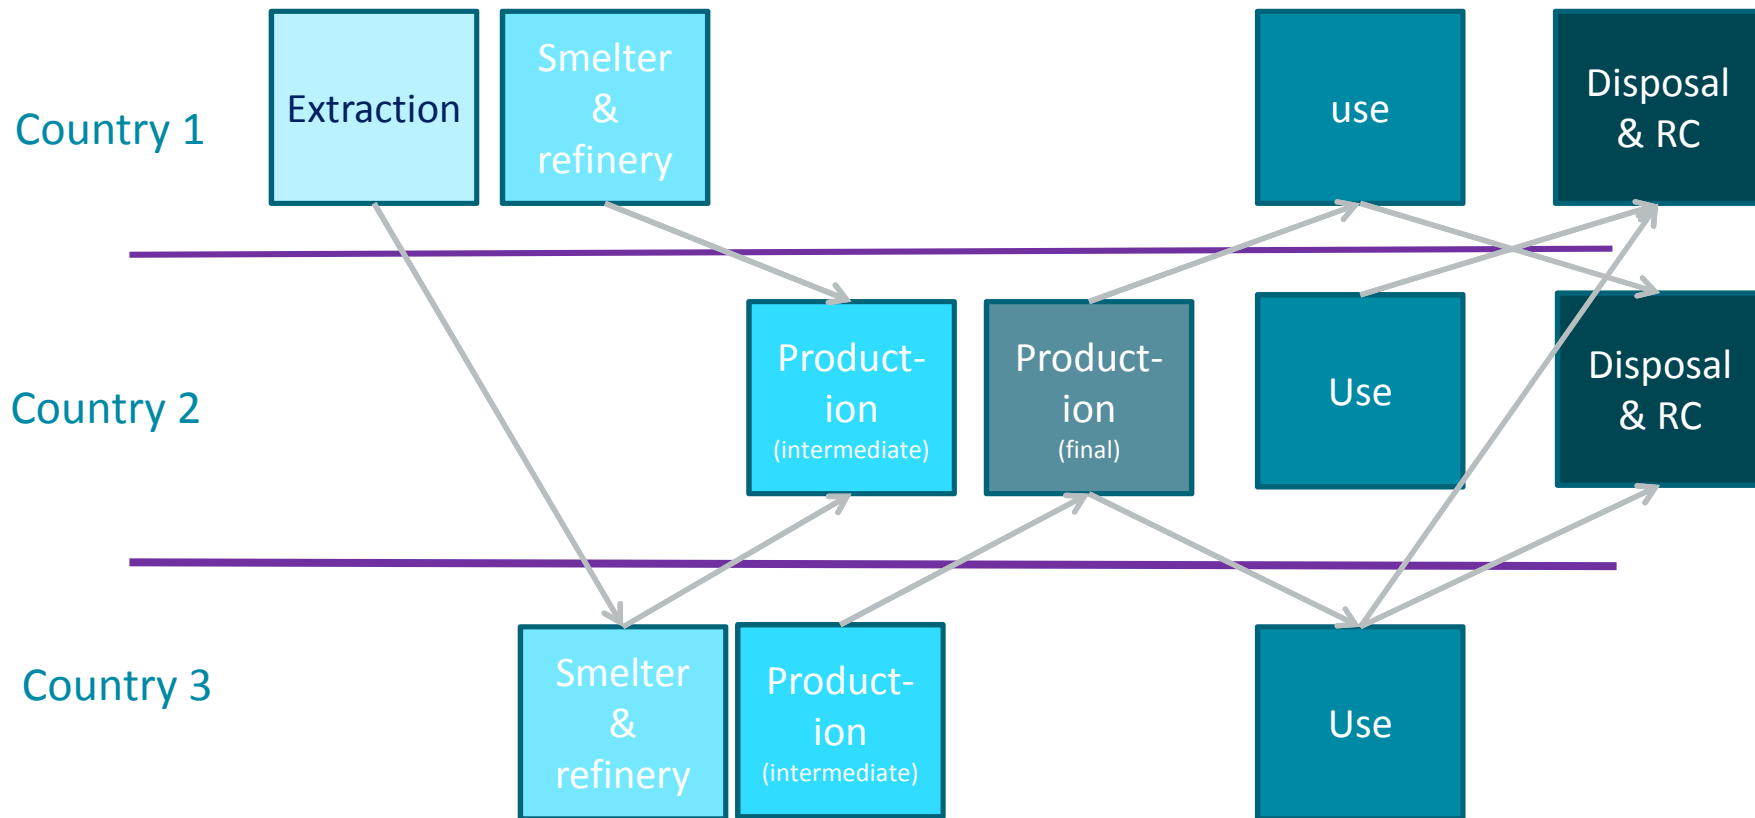 Country 1
Extraction
Smelter
&
refinery
use
Disposal
& RC
Country 2
Product-
ion
(intermediate)
Product-
ion
(final)
Use
Disposal
& RC
Country 3
Smelter
&
refinery
Product-
ion
(intermediate)
Use